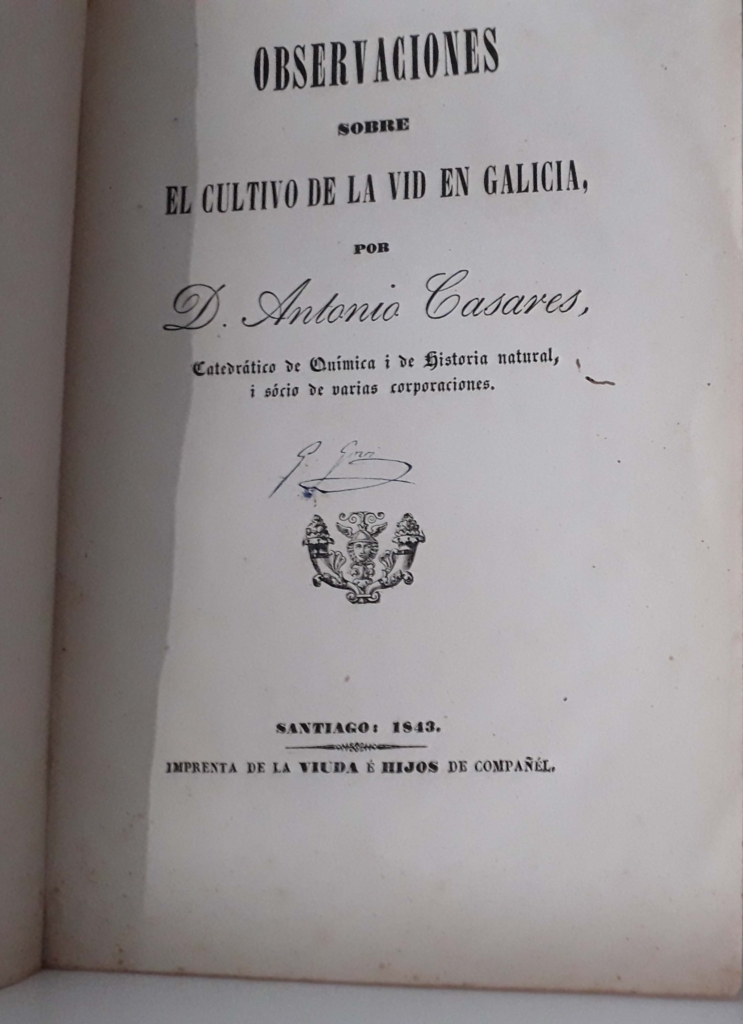 OBSERVACIONES
SOBRE
EL CULTIVO DE LA VID EN GALICIA,
POR
D. Antonio Casares,
Catedrático de Química i de Historia natural,
i sócio de varias corporaciones.
SANTIAGO: 1843.
IMPRENTA DE LA VIUDA É HIJOS DE COMPAÑÉL.